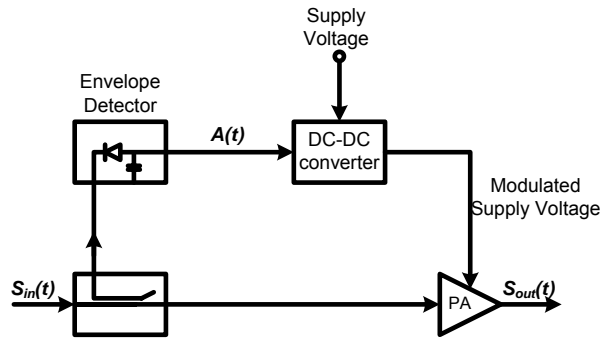 Supply
Voltage
Envelope
Detector
A(t)
DC-DC
converter
Modulated
Supply Voltage
Sin(t)
PA
Sout(t)